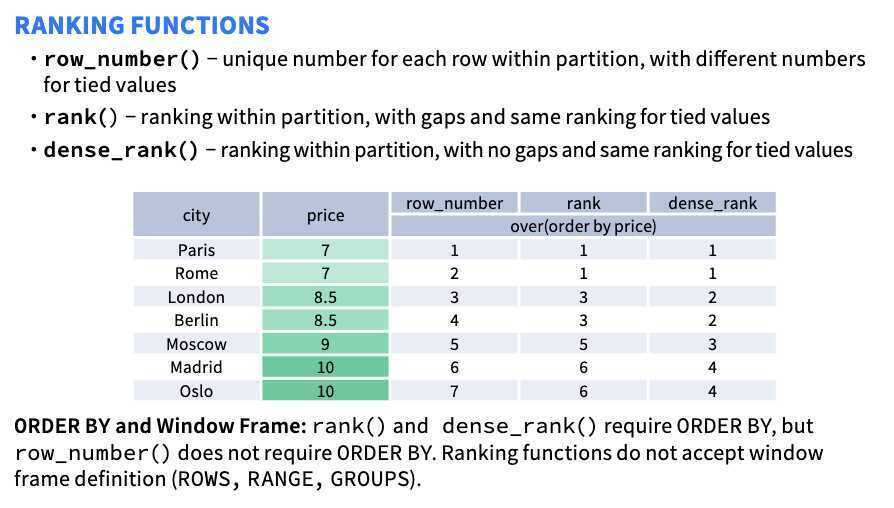 RANKING FUNCTIONS
• row_number() – unique number for each row within partition, with different numbers
for tied values
• rank() – ranking within partition, with gaps and same ranking for tied values
• dense_rank() – ranking within partition, with no gaps and same ranking for tied values
city price row_number rank dense_rank
over(order by price)
Paris 7 1 1 1
Rome 7 2 1 1
London 8.5 3 3 2
Berlin 8.5 4 3 2
Moscow 9 5 5 3
Madrid 10 6 6 4
Oslo 10 7 6 4
ORDER BY and Window Frame: rank() and dense_rank() require ORDER BY, but
row_number() does not require ORDER BY. Ranking functions do not accept window
frame definition (ROWS, RANGE, GROUPS).